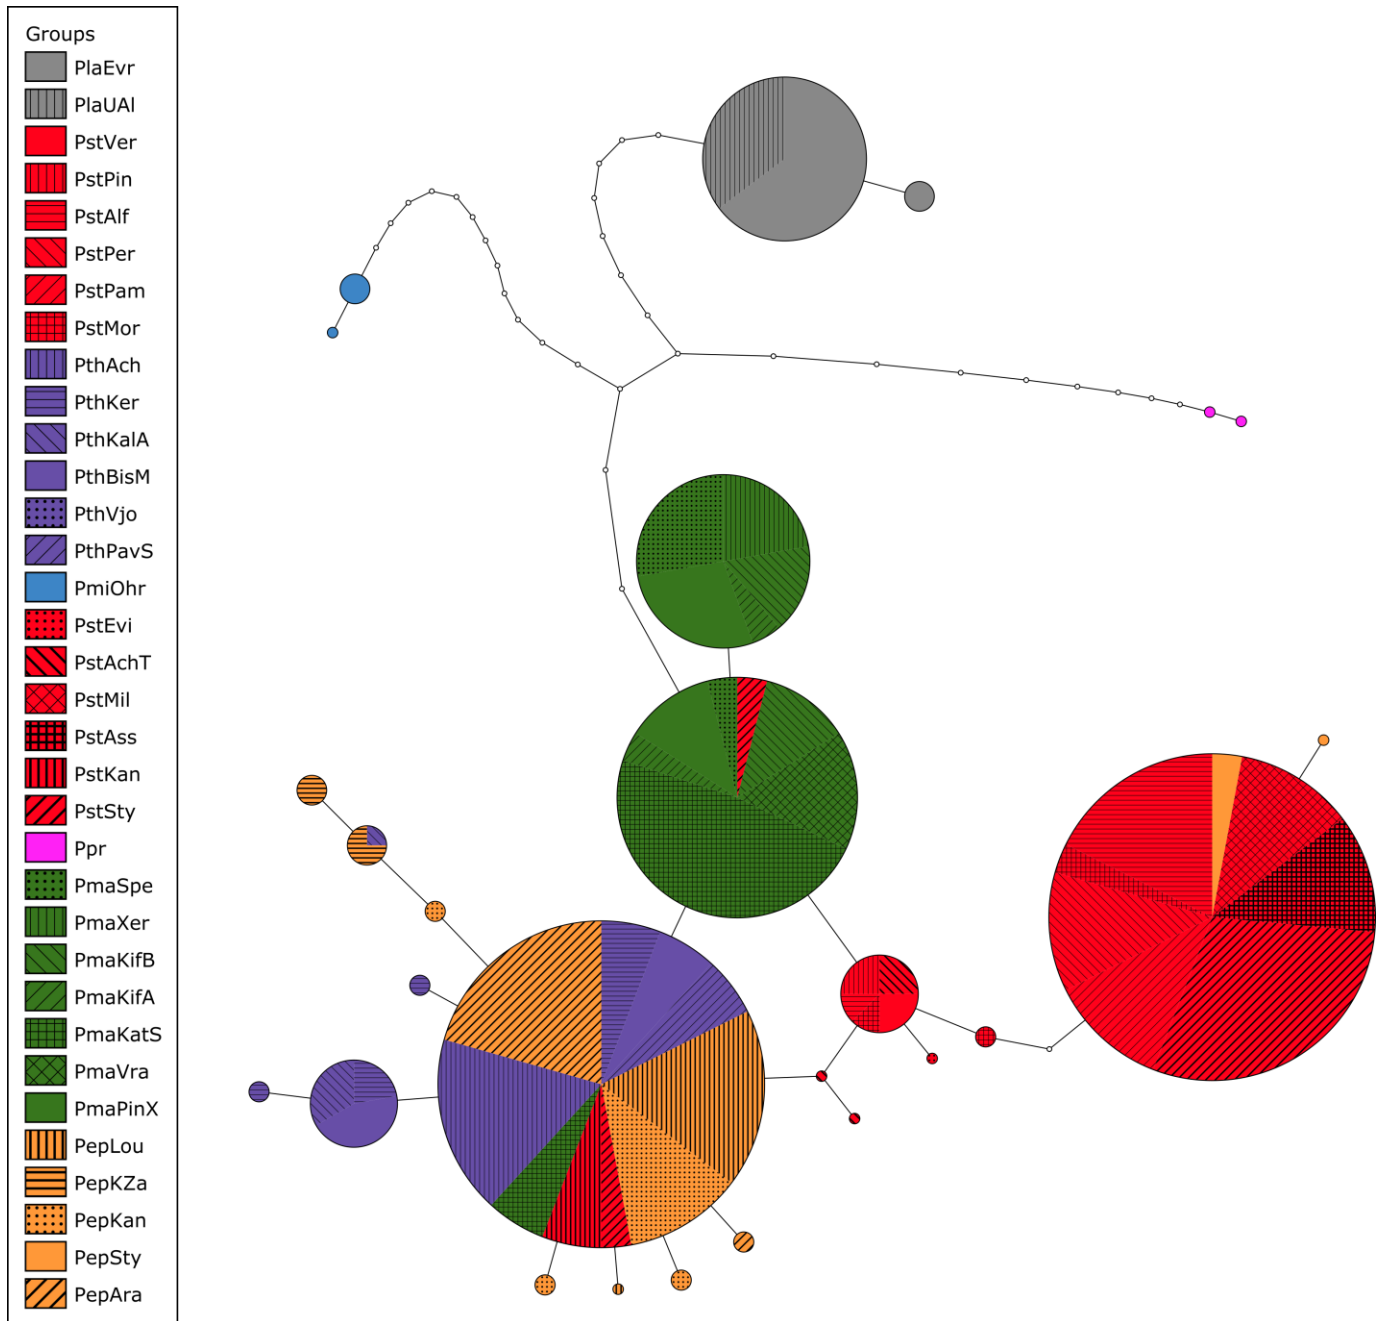 Groups
PlaEvr
PlaUAl
PstVer
PstPin
PstAlf
PstPer
PstPam
PstMor
PthAch
PthKer
PthKalA
PthBisM
PthVjo
PthPavS
PmiOhr
PstEvi
PstAchT
PstMil
PstAss
PstKan
PstSty
Ppr
PmaSpe
PmaXer
PmaKifB
PmaKifA
PmaKatS
PmaVra
PmaPinX
PepLou
PepKZa
PepKan
PepSty
PepAra